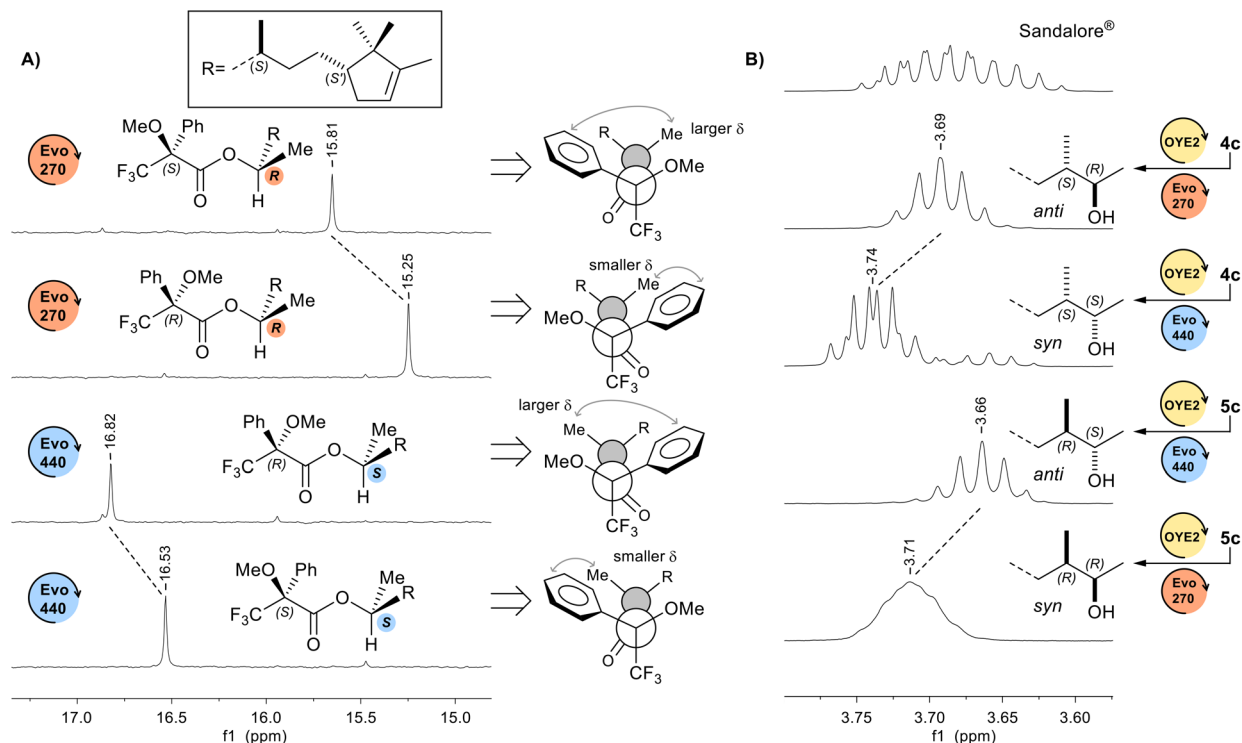 A)
R=
(S)
(S')
Evo
270
MeO
Ph
F3C
(S)
O
O
R
Me
H
R
15.81
R
Me
larger δ
OMe
O
CF3
Evo
270
Ph
OMe
F3C
(R)
O
O
R
Me
H
R
15.25
smaller δ
R
Me
MeO
O
CF3
Evo
440
16.82
Ph
OMe
F3C
(R)
O
O
Me
R
H
S
larger δ
Me
R
MeO
O
CF3
Evo
440
16.53
MeO
Ph
F3C
(S)
O
O
Me
R
H
S
smaller δ
Me
R
OMe
O
CF3
17.0 16.5 16.0 15.5 15.0
f1 (ppm)
B)
Sandalore®
3.69
(S)
(R)
anti
OH
OYE2
4c
Evo
270
3.74
(S)
(S)
syn
OH
OYE2
4c
Evo
440
3.66
(R)
(S)
anti
OH
OYE2
5c
Evo
440
3.71
(R)
(R)
syn
OH
OYE2
5c
Evo
270
3.75 3.70 3.65 3.60
f1 (ppm)